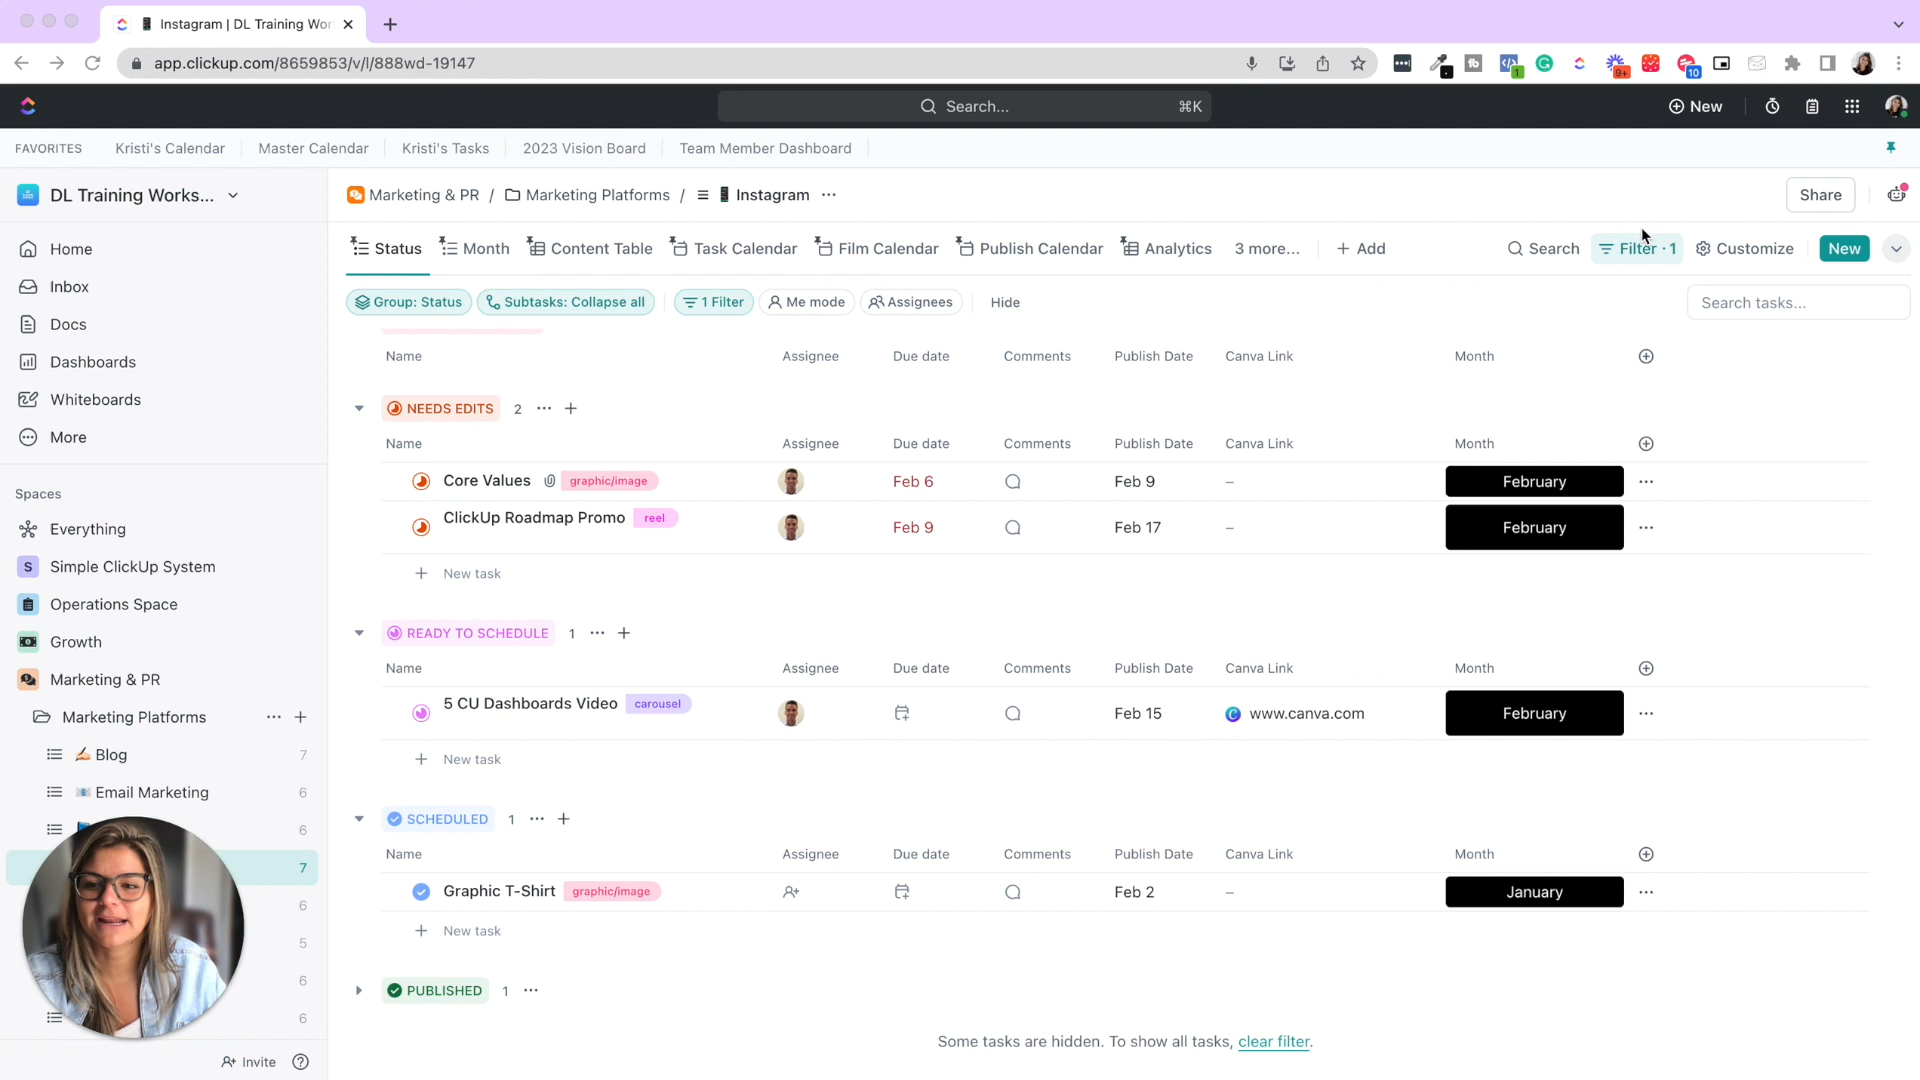 Instagram | DL Training Wor
app.clickup.com/8659853/v/l/888wd-19147
1
9+
10
Search... ⌘K
New
FAVORITES Kristi's Calendar Master Calendar Kristi's Tasks 2023 Vision Board Team Member Dashboard
DL Training Works...
Marketing & PR / Marketing Platforms / Instagram ...
Share
Home
Inbox
Docs
Dashboards
Whiteboards
More
Spaces
Everything
S Simple ClickUp System
Operations Space
Growth
Marketing & PR
Marketing Platforms ... +
Blog 7
Email Marketing 6
6
7
6
5
6
6
Invite
Status Month Content Table Task Calendar Film Calendar Publish Calendar Analytics 3 more... + Add
Search Filter · 1 Customize New
Group: Status Subtasks: Collapse all 1 Filter Me mode Assignees Hide
Search tasks...
Name Assignee Due date Comments Publish Date Canva Link Month
NEEDS EDITS 2 ... +
Name Assignee Due date Comments Publish Date Canva Link Month
Core Values graphic/image Feb 6 Feb 9 – February ...
ClickUp Roadmap Promo reel Feb 9 Feb 17 – February ...
+ New task
READY TO SCHEDULE 1 ... +
Name Assignee Due date Comments Publish Date Canva Link Month
5 CU Dashboards Video carousel Feb 15 www.canva.com February ...
+ New task
SCHEDULED 1 ... +
Name Assignee Due date Comments Publish Date Canva Link Month
Graphic T-Shirt graphic/image Feb 2 – January ...
+ New task
PUBLISHED 1 ...
Some tasks are hidden. To show all tasks, clear filter.